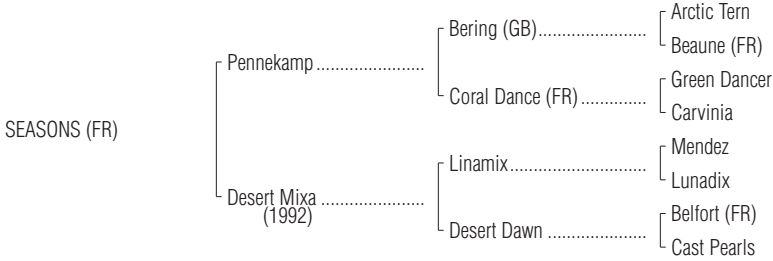 Arctic Tern
Bering (GB)........................
Beaune (FR)
Pennekamp ........................
Green Dancer
Coral Dance (FR) ..............
Carvinia
SEASONS (FR)
Mendez
Linamix..............................
Lunadix
Desert Mixa ......................
(1992)
Belfort (FR)
Desert Dawn .....................
Cast Pearls